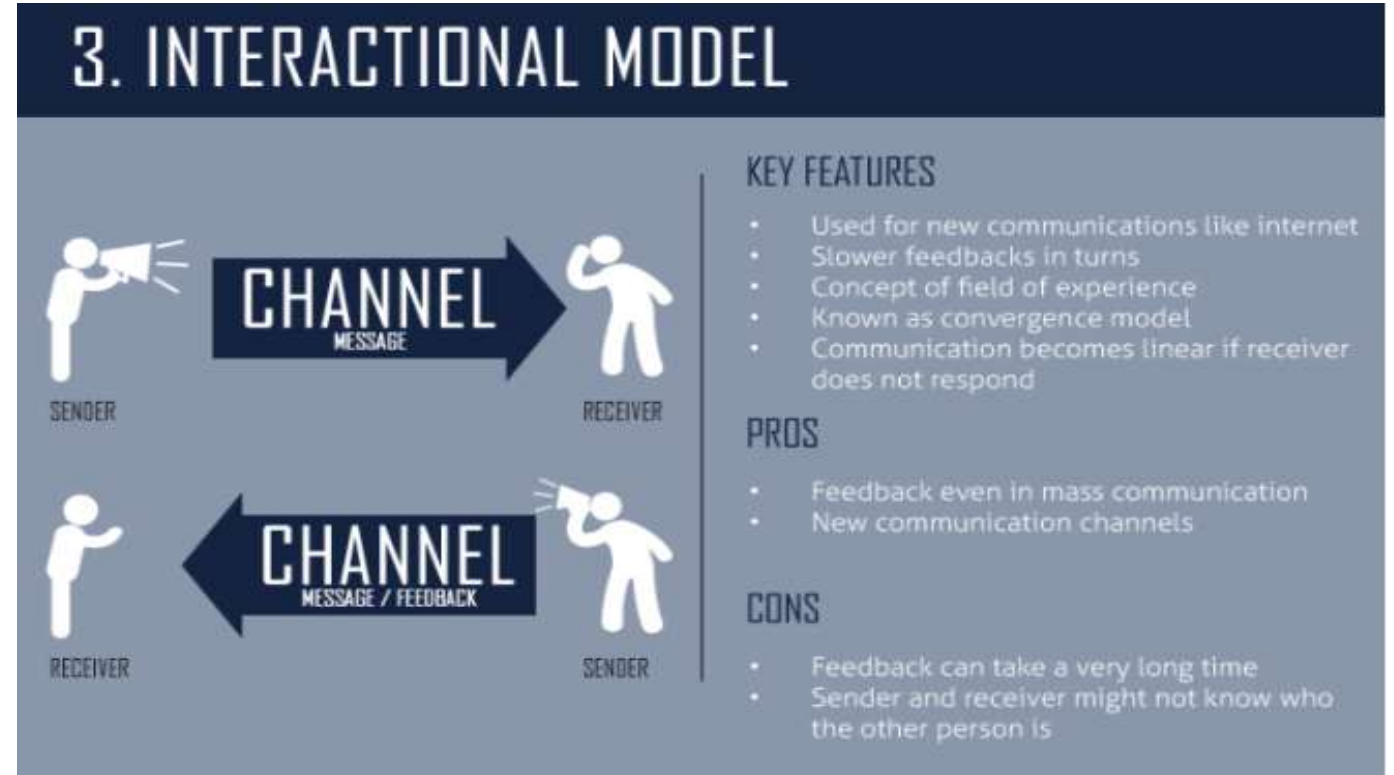 3. INTERACTIONAL MODEL
CHANNEL
MESSAGE
SENDER
RECEIVER
CHANNEL
MESSAGE / FEEDBACK
RECEIVER
SENDER
KEY FEATURES
• Used for new communications like internet
• Slower feedbacks in turns
• Concept of field of experience
• Known as convergence model
• Communication becomes linear if receiver
does not respond
PROS
• Feedback even in mass communication
• New communication channels
CONS
• Feedback can take a very long time
• Sender and receiver might not know who
the other person is